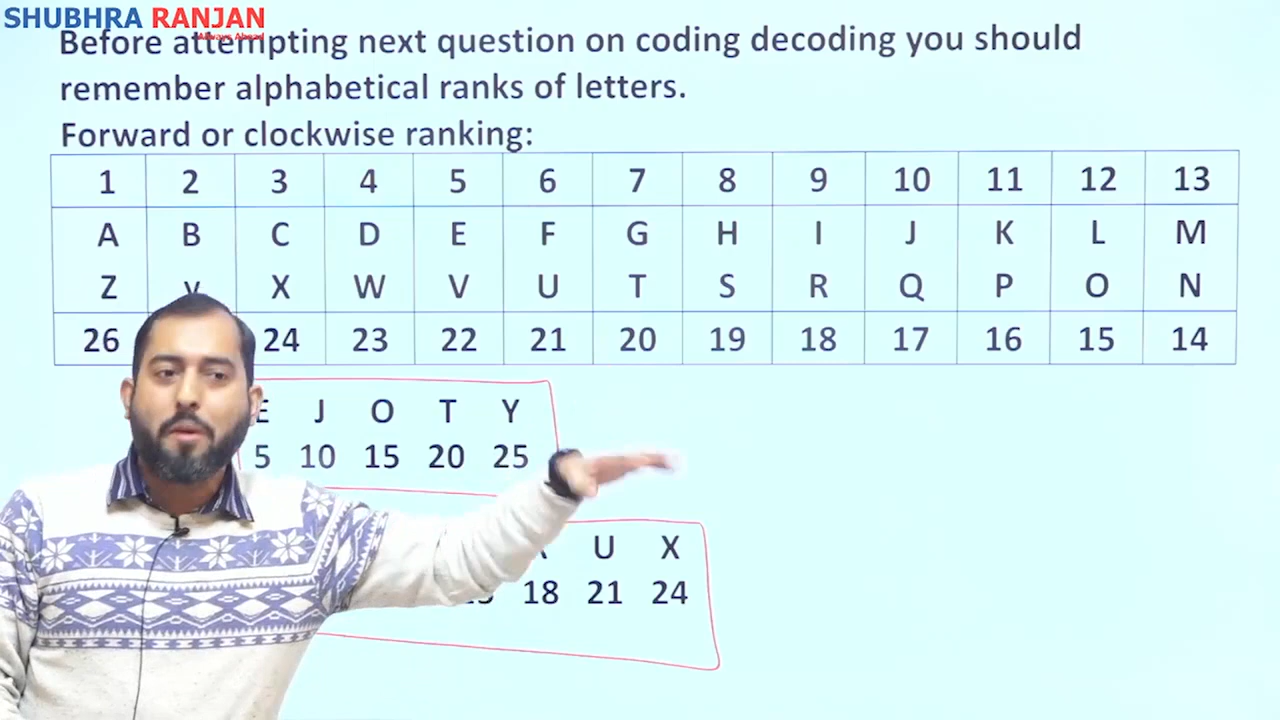 SHUBHRA RANJAN
Always Ahead
Before attempting next question on coding decoding you should
remember alphabetical ranks of letters.
Forward or clockwise ranking:
1 2 3 4 5 6 7 8 9 10 11 12 13
A B C D E F G H I J K L M
Z X W V U T S R Q P O N
26 24 23 22 21 20 19 18 17 16 15 14
E J O T Y
5 10 15 20 25
U X
18 21 24